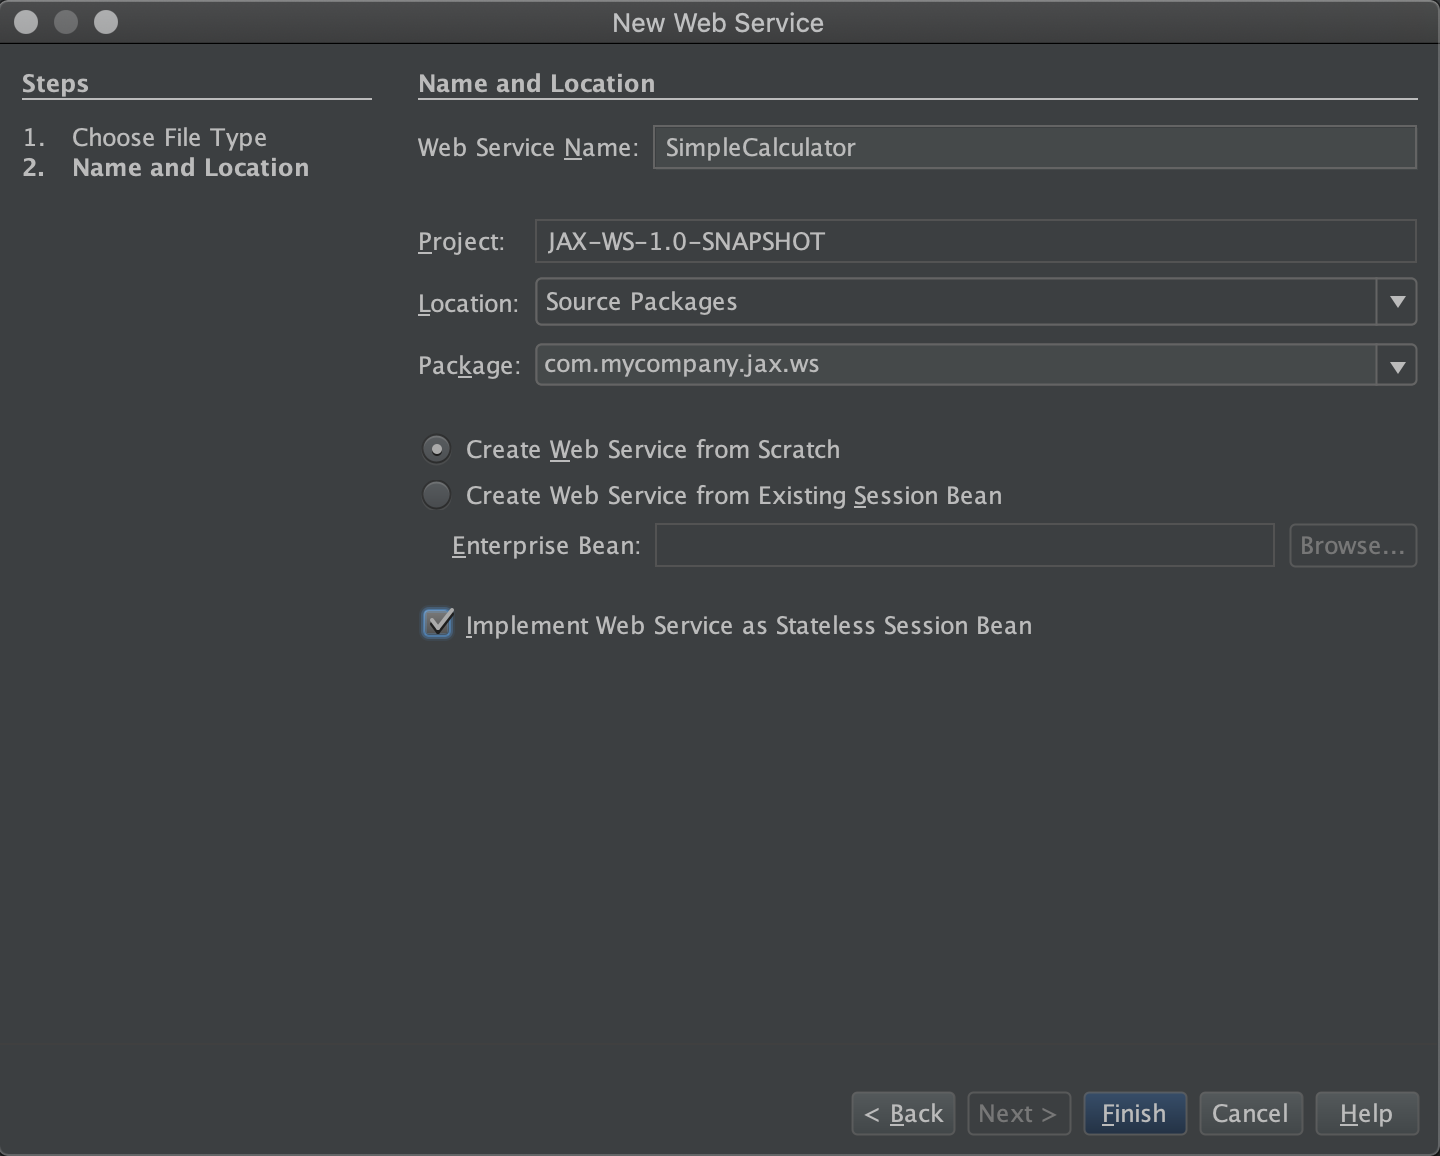 New Web Service
Steps
1. Choose File Type
2. Name and Location
Name and Location
Web Service Name: SimpleCalculator
Project: JAX-WS-1.0-SNAPSHOT
Location: Source Packages
Package: com.mycompany.jax.ws
Create Web Service from Scratch
Create Web Service from Existing Session Bean
Enterprise Bean: Browse...
Implement Web Service as Stateless Session Bean
< Back Next > Finish Cancel Help